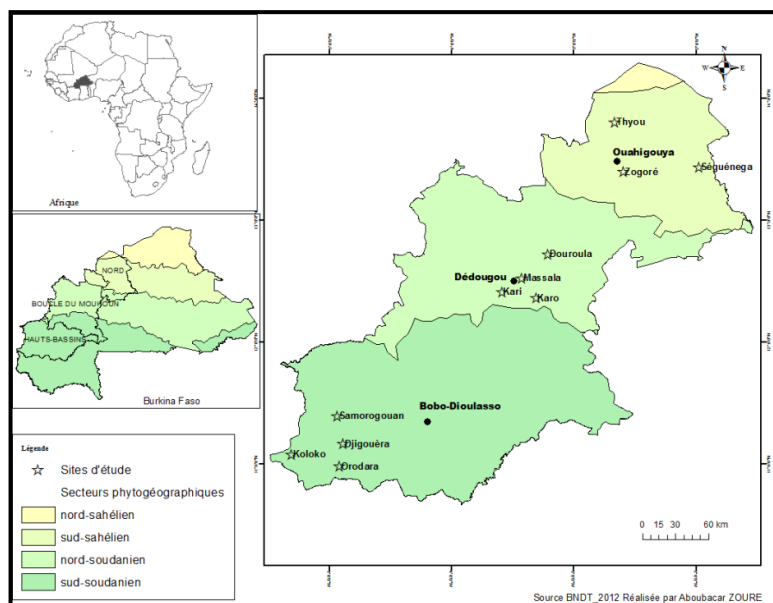 Afrique
NORD
BOUCLE DU MOUHOUN
HAUTS-BASSINS
Burkina Faso
Légende
Sites d'étude
Secteurs phytogéographiques
nord-sahélien
sud-sahélien
nord-soudanien
sud-soudanien
N
W E
S
Thyou
Ouahigouya
Zogoré
Séguénega
Douroula
Dédougou
Massala
Kari
Karo
Samorogouan
Bobo-Dioulasso
Djigouèra
Koloko
Orodara
0 15 30 60 km
Source BNDT_2012 Réalisée par Aboubacar ZOURE